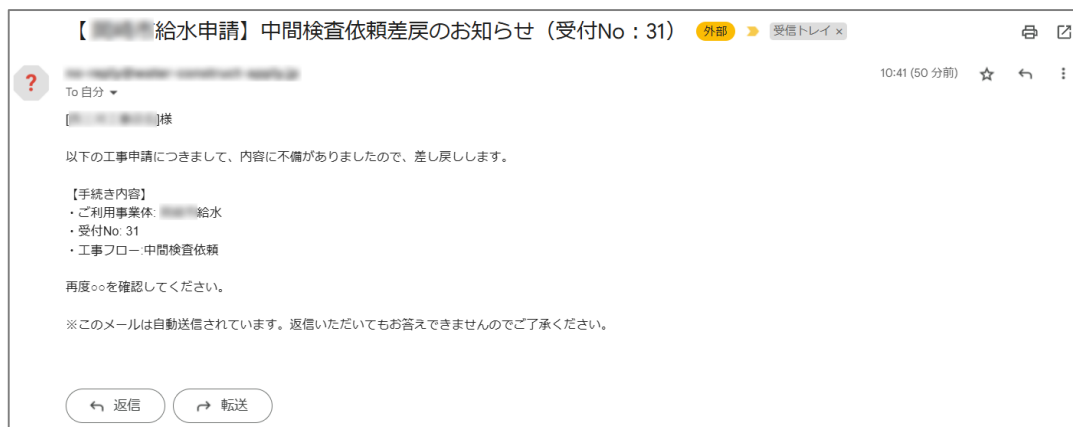 【 給水申請】中間検査依頼差戻のお知らせ（受付No：31） 外部 受信トレイ ×
10:41 (50 分前)
?
To 自分
[ ]様
以下の工事申請につきまして、内容に不備がありましたので、差し戻しします。
【手続き内容】
・ご利用事業体: 給水
・受付No: 31
・工事フロー:中間検査依頼
再度○○を確認してください。
※このメールは自動送信されています。返信いただいてもお答えできませんのでご了承ください。
返信 転送